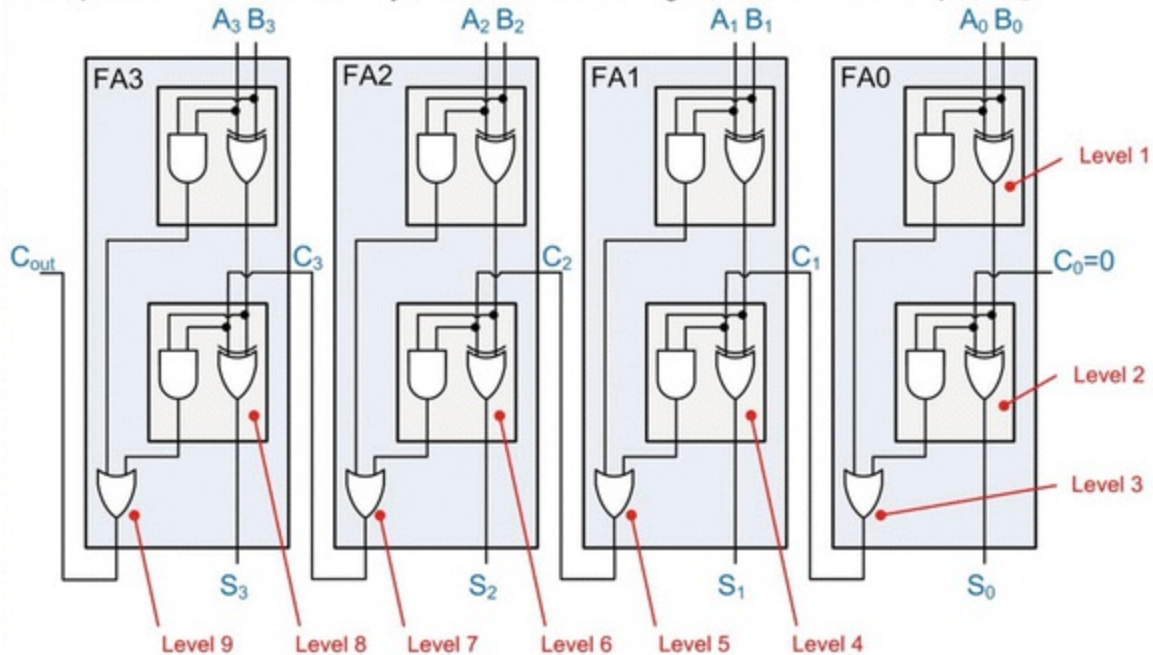 A₃ B₃ A₂ B₂ A₁ B₁ A₀ B₀
FA3 FA2 FA1 FA0
Level 1
Cout C₃ C₂ C₁ C₀=0
Level 2
Level 3
S₃ S₂ S₁ S₀
Level 9 Level 8 Level 7 Level 6 Level 5 Level 4